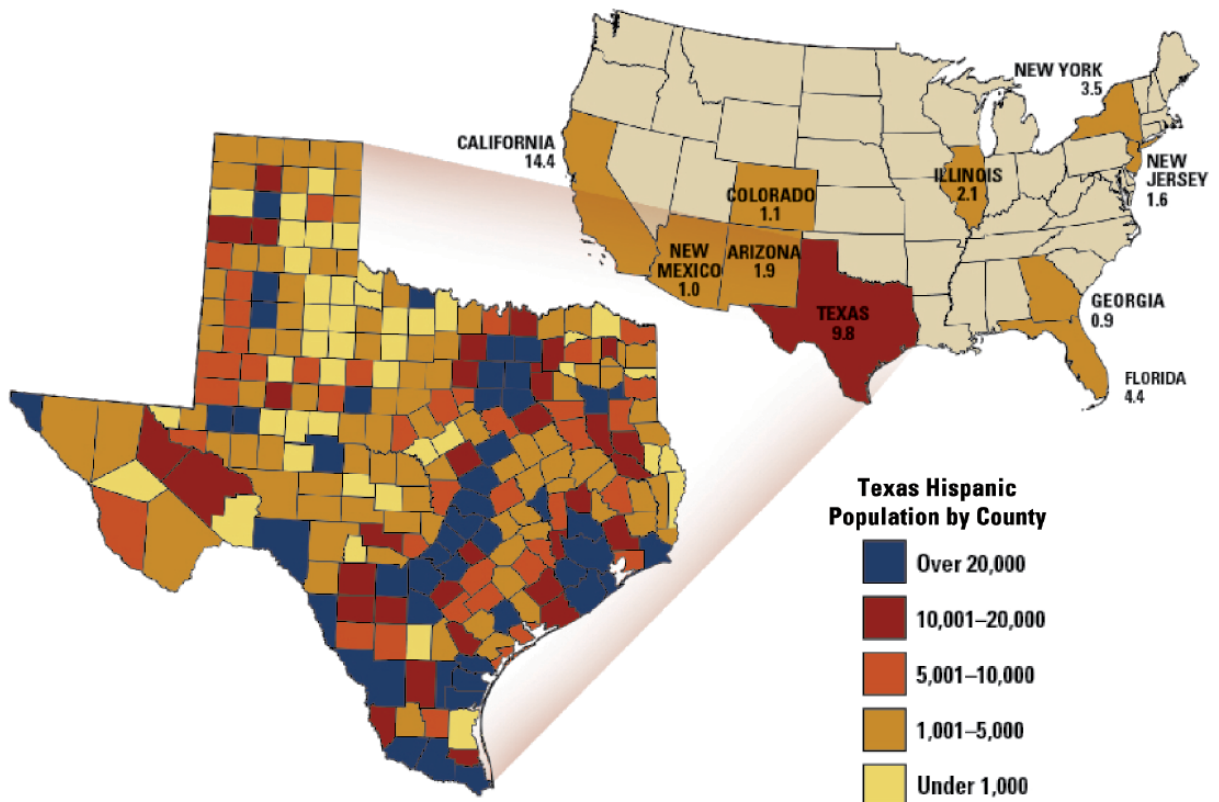 NEW YORK
3.5
CALIFORNIA
14.4
NEW
JERSEY
1.6
ILLINOIS
2.1
COLORADO
1.1
NEW
MEXICO
1.0
ARIZONA
1.9
TEXAS
9.8
GEORGIA
0.9
FLORIDA
4.4
Texas Hispanic
Population by County
Over 20,000
10,001–20,000
5,001–10,000
1,001–5,000
Under 1,000